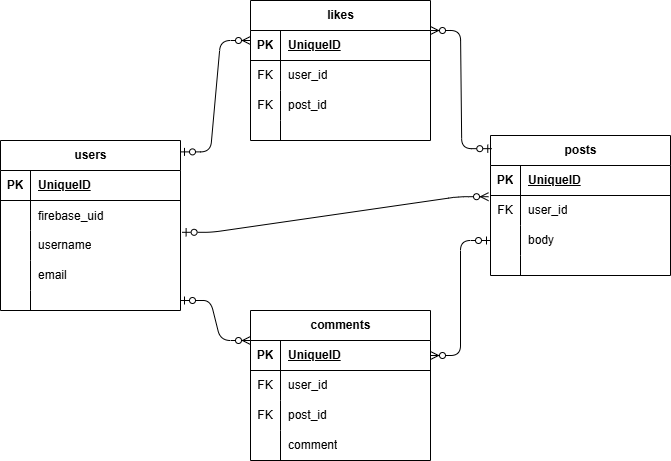 likes
PK UniqueID
FK user_id
FK post_id
users
PK UniqueID
firebase_uid
username
email
posts
PK UniqueID
FK user_id
body
comments
PK UniqueID
FK user_id
FK post_id
comment